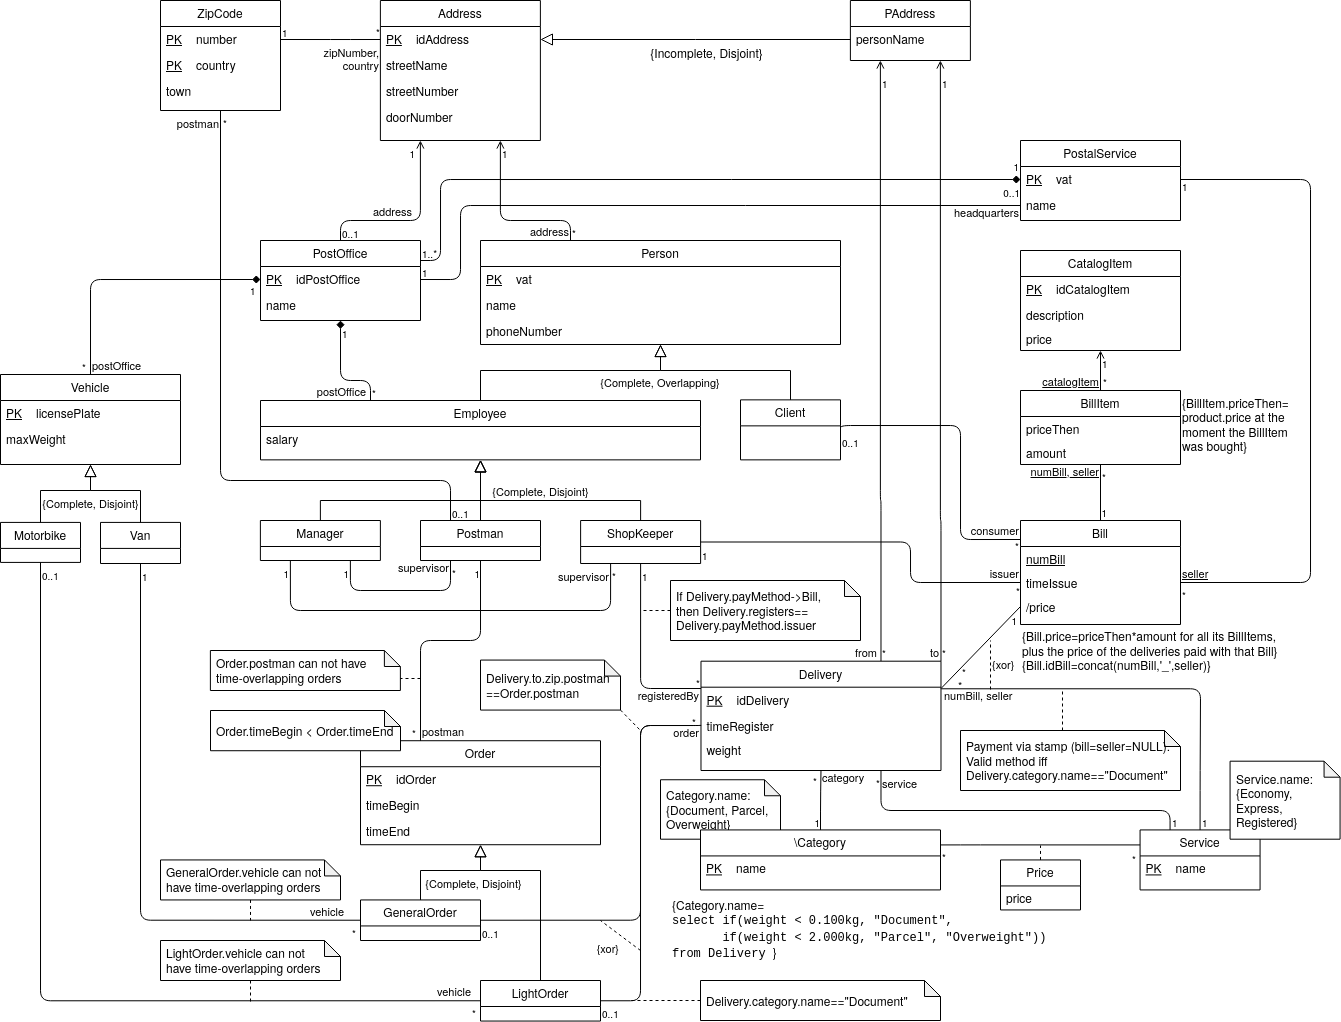 ZipCode
PK number
PK country
town
1
*
zipNumber,
country
postman *
Address
PK idAddress
streetName
streetNumber
doorNumber
{Incomplete, Disjoint}
PAddress
personName
1
1
1
1
address
0..1
address *
PostalService
PK vat
name
1
0..1
headquarters
1
PostOffice
PK idPostOffice
name
1..*
1
1
1
Person
PK vat
name
phoneNumber
{Complete, Overlapping}
CatalogItem
PK idCatalogItem
description
price
1
catalogItem *
BillItem
priceThen
amount
{BillItem.priceThen=
product.price at the
moment the BillItem
was bought}
numBill, seller *
1
* postOffice
Vehicle
PK licensePlate
maxWeight
{Complete, Disjoint}
Motorbike
0..1
Van
1
postOffice *
Employee
salary
Client
0..1
{Complete, Disjoint}
0..1
Manager
1
1
Postman
supervisor *
1
ShopKeeper
1
supervisor *
1
consumer
*
issuer
*
Bill
numBill
timeIssue
/price
seller
*
1
{Bill.price=priceThen*amount for all its BillItems,
plus the price of the deliveries paid with that Bill}
{Bill.idBill=concat(numBill,'_',seller)}
If Delivery.payMethod->Bill,
then Delivery.registers==
Delivery.payMethod.issuer
from *
to *
{xor}
*
*
numBill, seller
Order.postman can not have
time-overlapping orders
Delivery.to.zip.postman
==Order.postman
Delivery
PK idDelivery
timeRegister
weight
*
registeredBy
*
order
Order.timeBegin < Order.timeEnd
* postman
Order
PK idOrder
timeBegin
timeEnd
{Complete, Disjoint}
Payment via stamp (bill=seller=NULL).
Valid method iff
Delivery.category.name=="Document"
Service.name:
{Economy,
Express,
Registered}
* category
* service
Category.name:
{Document, Parcel,
Overweight}
1
1
1
\Category
PK name
*
*
Service
PK name
Price
price
GeneralOrder.vehicle can not
have time-overlapping orders
vehicle
*
GeneralOrder
0..1
{Category.name=
select if(weight < 0.100kg, "Document",
if(weight < 2.000kg, "Parcel", "Overweight"))
from Delivery }
{xor}
LightOrder.vehicle can not
have time-overlapping orders
vehicle
*
LightOrder
0..1
Delivery.category.name=="Document"